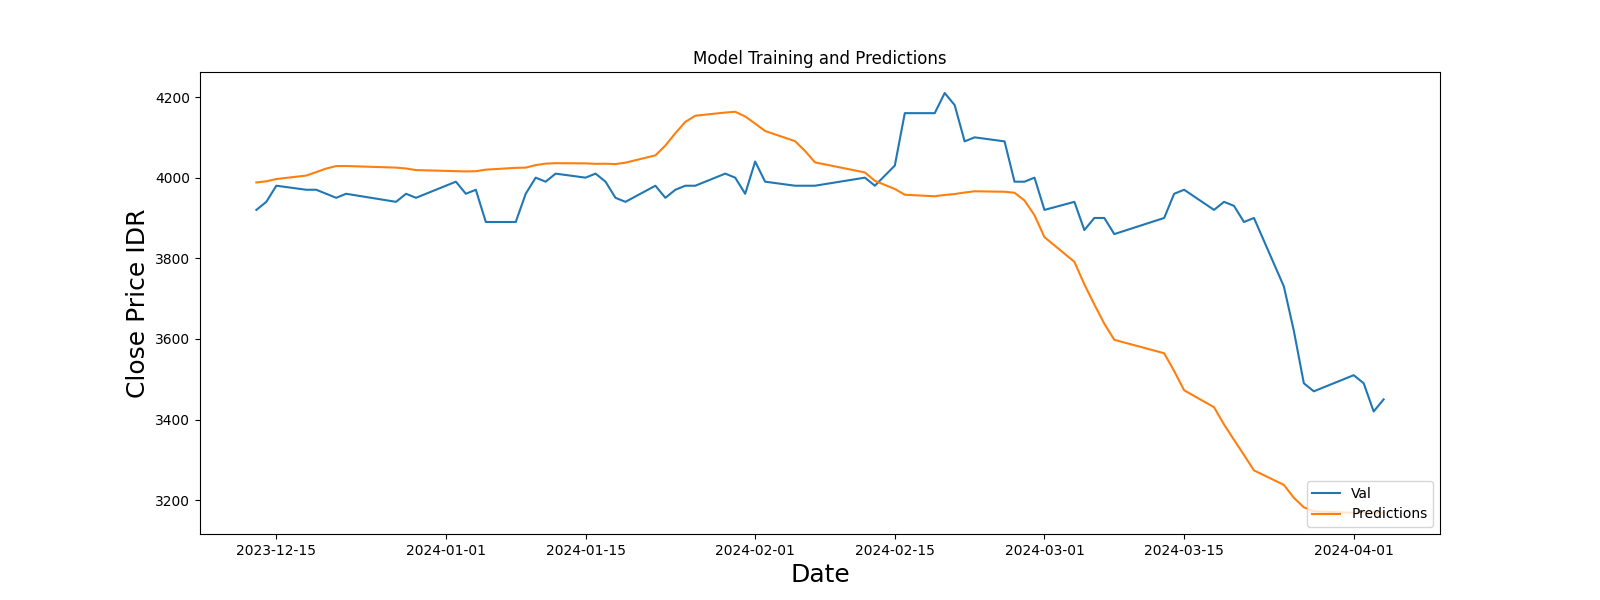 Model Training and Predictions
Close Price IDR
4200
4000
3800
3600
3400
3200
Val
Predictions
2023-12-15
2024-01-01
2024-01-15
2024-02-01
2024-02-15
2024-03-01
2024-03-15
2024-04-01
Date